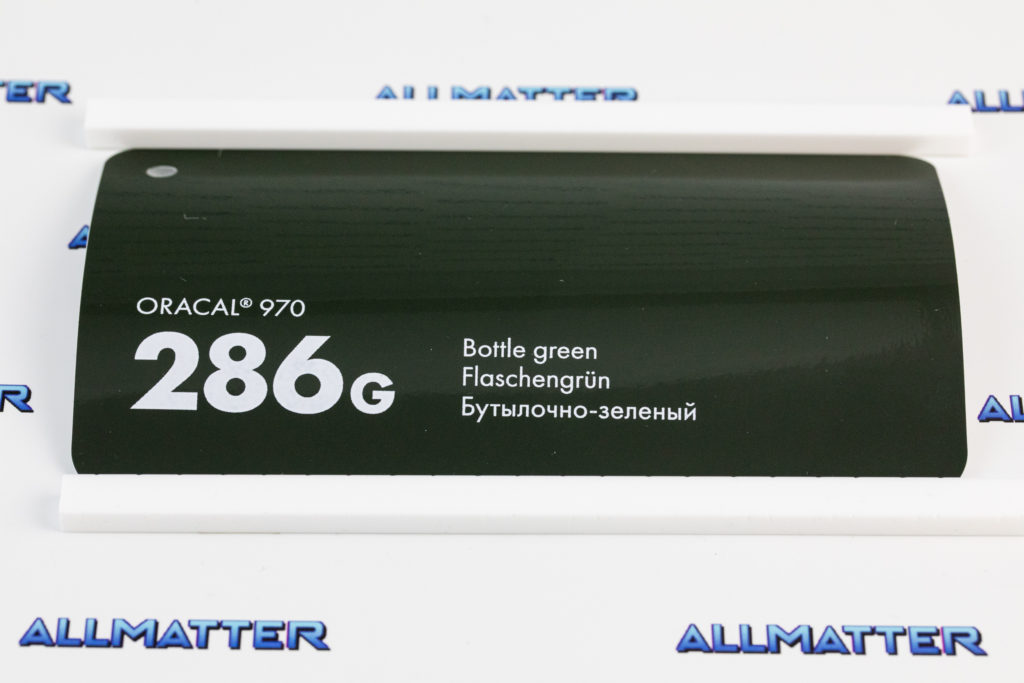 ALLMATTER
ORACAL® 970
286G
Bottle green
Flaschengrün
Бутылочно-зеленый
ALLMATTER
ALLMATTER